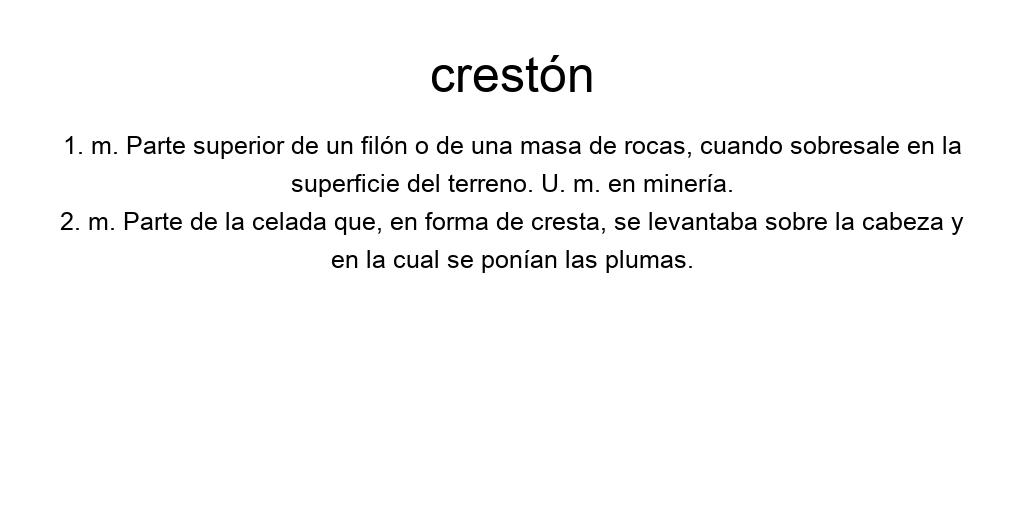 crestón
1. m. Parte superior de un filón o de una masa de rocas, cuando sobresale en la
superficie del terreno. U. m. en minería.
2. m. Parte de la celada que, en forma de cresta, se levantaba sobre la cabeza y
en la cual se ponían las plumas.